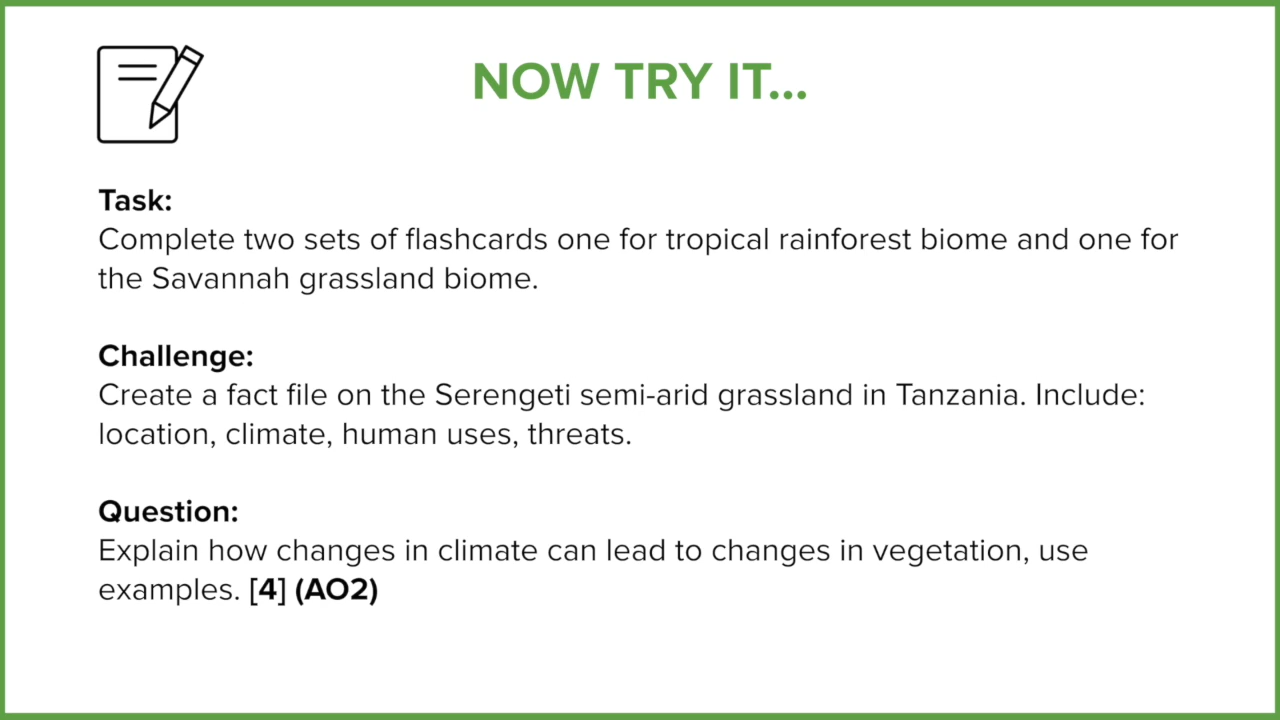 NOW TRY IT...
Task:
Complete two sets of flashcards one for tropical rainforest biome and one for
the Savannah grassland biome.
Challenge:
Create a fact file on the Serengeti semi-arid grassland in Tanzania. Include:
location, climate, human uses, threats.
Question:
Explain how changes in climate can lead to changes in vegetation, use
examples. [4] (AO2)